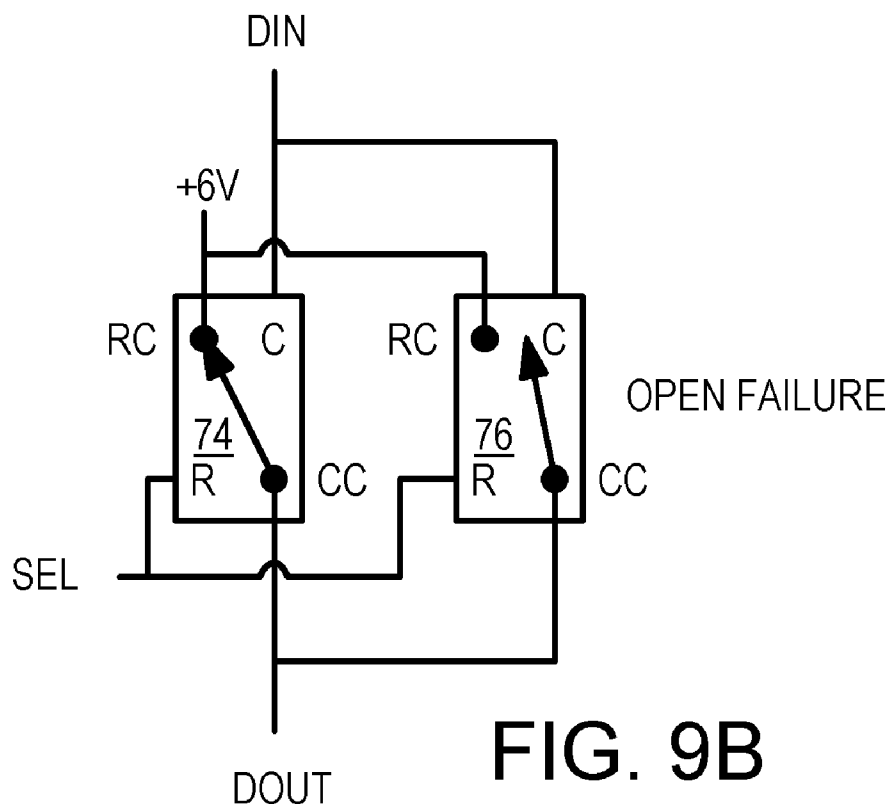 DIN
+6V
RC C
RC C
OPEN FAILURE
74
R CC
76
R CC
SEL
FIG. 9B
DOUT